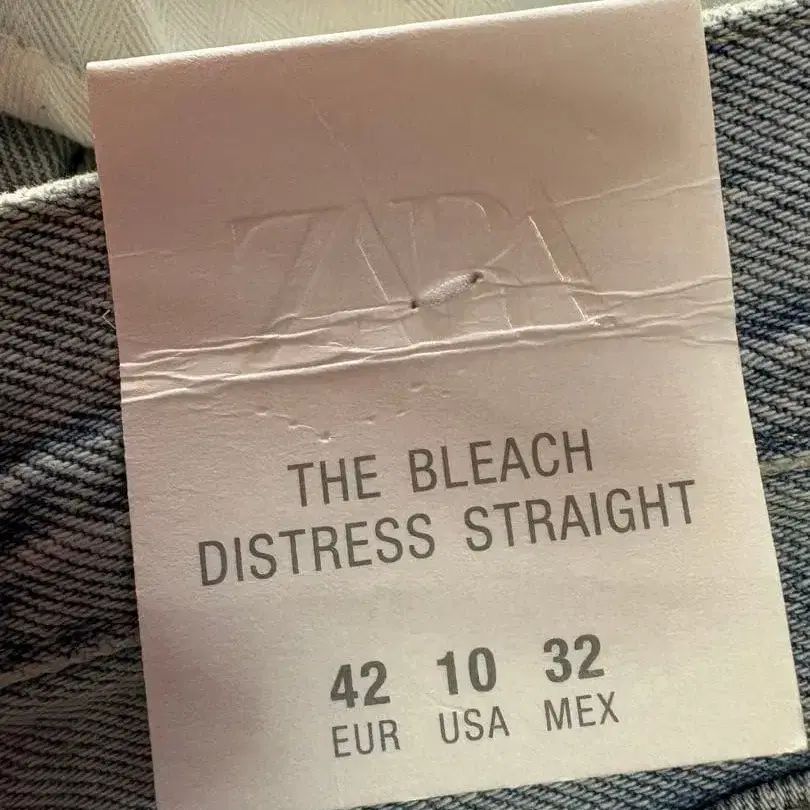 ZARA
THE BLEACH
DISTRESS STRAIGHT
42 10 32
EUR USA MEX